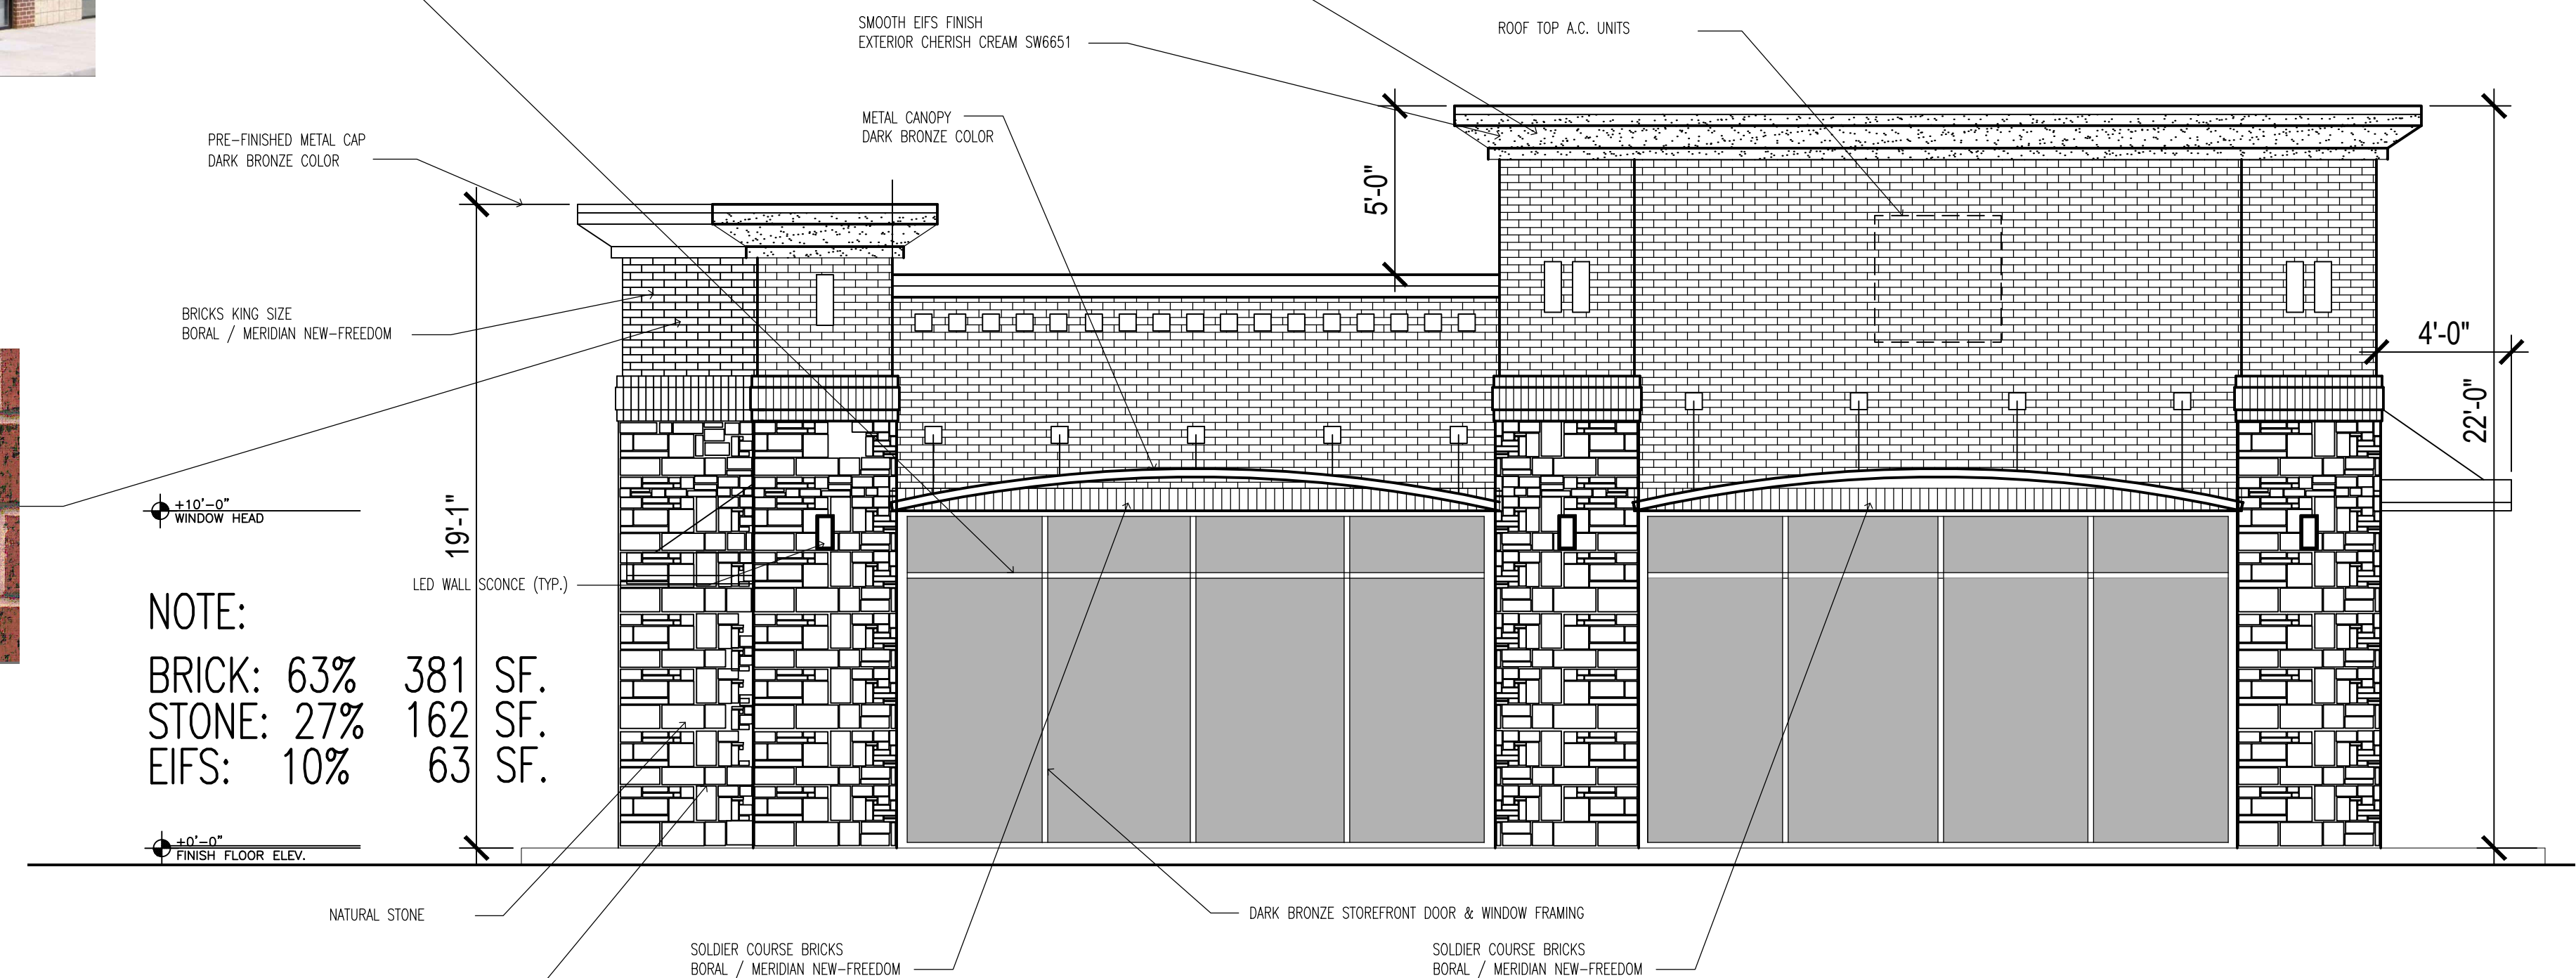 SMOOTH EIFS FINISH
EXTERIOR CHERISH CREAM SW6651
ROOF TOP A.C. UNITS
METAL CANOPY
DARK BRONZE COLOR
PRE-FINISHED METAL CAP
DARK BRONZE COLOR
5'-0"
BRICKS KING SIZE
BORAL / MERIDIAN NEW-FREEDOM
4'-0"
22'-0"
+10'-0"
WINDOW HEAD
19'-1"
LED WALL SCONCE (TYP.)
NOTE:
BRICK: 63% 381 SF.
STONE: 27% 162 SF.
EIFS: 10% 63 SF.
+0'-0"
FINISH FLOOR ELEV.
NATURAL STONE
DARK BRONZE STOREFRONT DOOR & WINDOW FRAMING
SOLDIER COURSE BRICKS
BORAL / MERIDIAN NEW-FREEDOM
SOLDIER COURSE BRICKS
BORAL / MERIDIAN NEW-FREEDOM